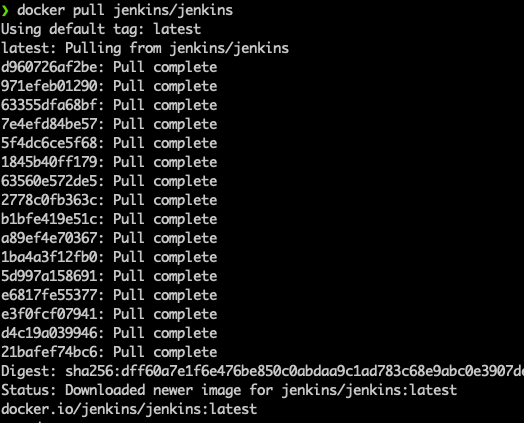 ❯ docker pull jenkins/jenkins
Using default tag: latest
latest: Pulling from jenkins/jenkins
d960726af2be: Pull complete
971efeb01290: Pull complete
63355dfa68bf: Pull complete
7e4efd84be57: Pull complete
5f4dc6ce5f68: Pull complete
1845b40ff179: Pull complete
63560e572de5: Pull complete
2778c0fb363c: Pull complete
b1bfe419e51c: Pull complete
a89ef4e70367: Pull complete
1ba4a3f12fb0: Pull complete
5d997a158691: Pull complete
e6817fe55377: Pull complete
e3f0fcf07941: Pull complete
d4c19a039946: Pull complete
21bafef74bc6: Pull complete
Digest: sha256:dff60a7e1f6e476be850c0abdaa9c1ad783c68e9abc0e3907de
Status: Downloaded newer image for jenkins/jenkins:latest
docker.io/jenkins/jenkins:latest